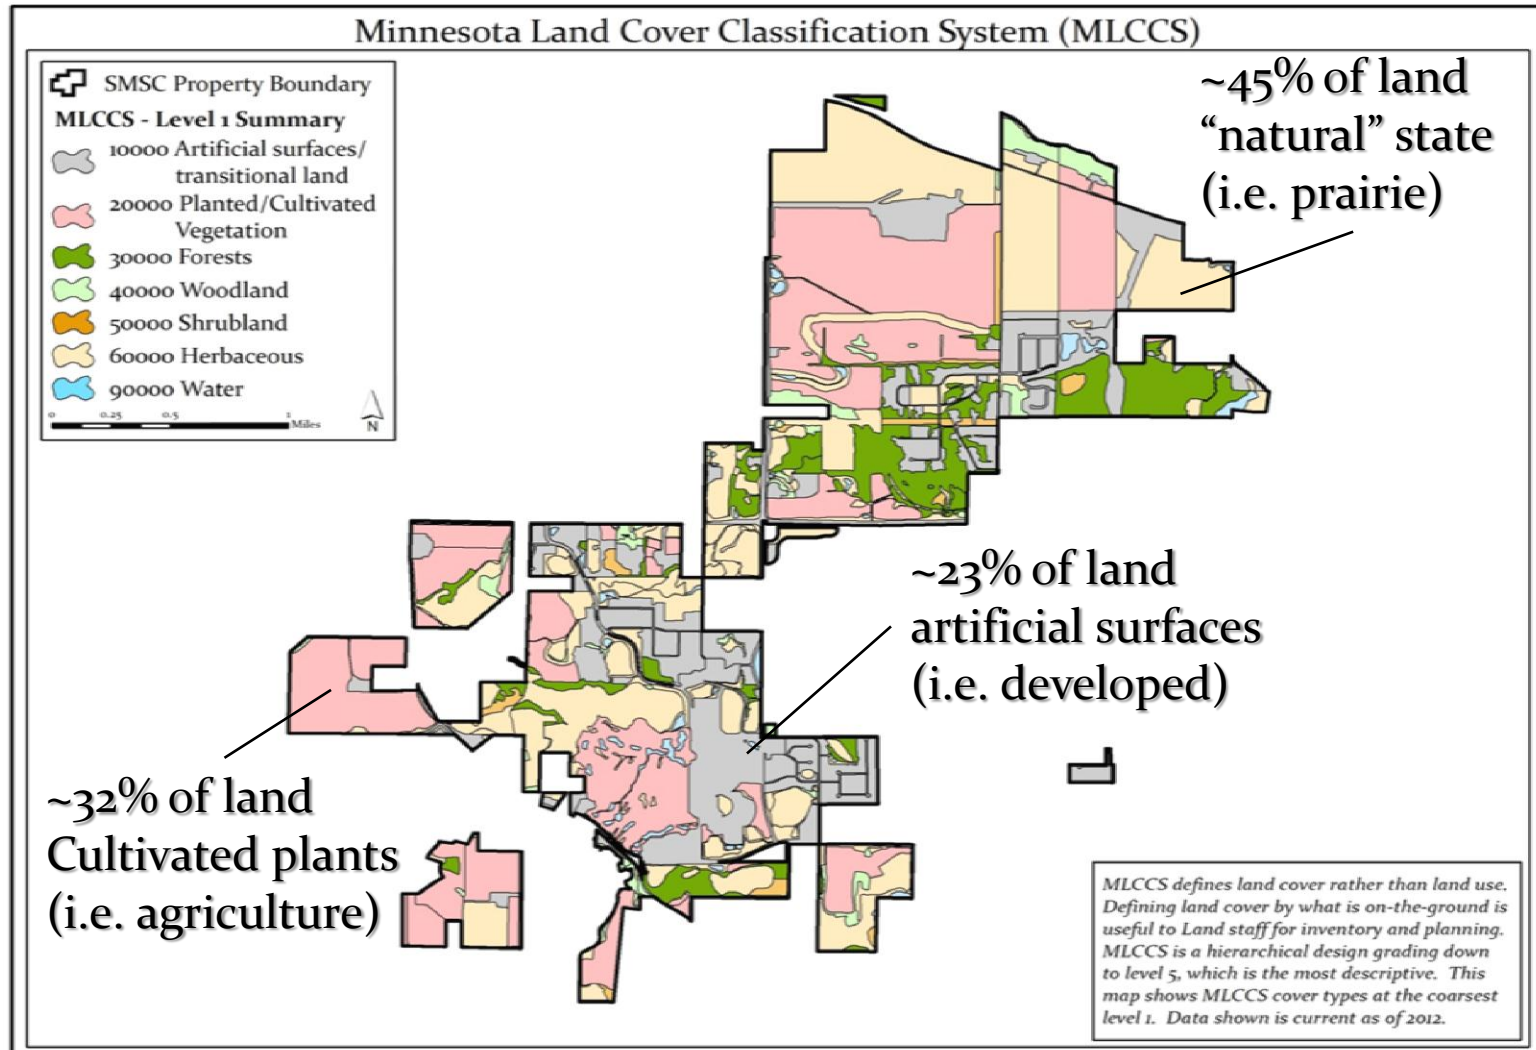 Minnesota Land Cover Classification System (MLCCS)
SMSC Property Boundary
MLCCS - Level 1 Summary
10000 Artificial surfaces/
transitional land
20000 Planted/Cultivated
Vegetation
30000 Forests
40000 Woodland
50000 Shrubland
60000 Herbaceous
90000 Water
0 0.25 0.5 1
Miles
N
~45% of land
“natural” state
(i.e. prairie)
~23% of land
artificial surfaces
(i.e. developed)
~32% of land
Cultivated plants
(i.e. agriculture)
MLCCS defines land cover rather than land use.
Defining land cover by what is on-the-ground is
useful to Land staff for inventory and planning.
MLCCS is a hierarchical design grading down
to level 5, which is the most descriptive. This
map shows MLCCS cover types at the coarsest
level 1. Data shown is current as of 2012.